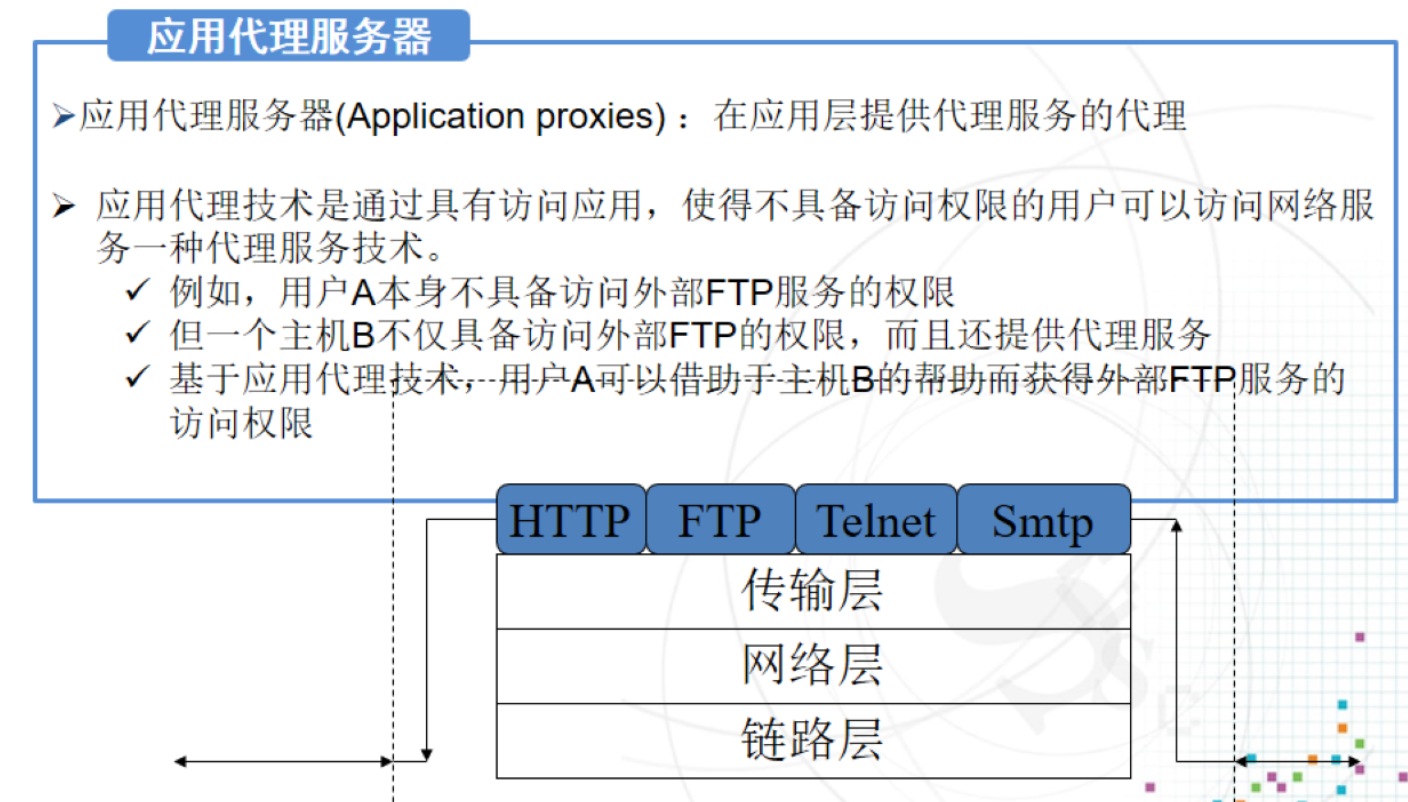 应用代理服务器
➢应用代理服务器(Application proxies) ：在应用层提供代理服务的代理
➢ 应用代理技术是通过具有访问应用，使得不具备访问权限的用户可以访问网络服
务一种代理服务技术。
✓ 例如，用户A本身不具备访问外部FTP服务的权限
✓ 但一个主机B不仅具备访问外部FTP的权限，而且还提供代理服务
✓ 基于应用代理技术，用户A可以借助于主机B的帮助而获得外部FTP服务的
访问权限
HTTP FTP Telnet Smtp
传输层
网络层
链路层